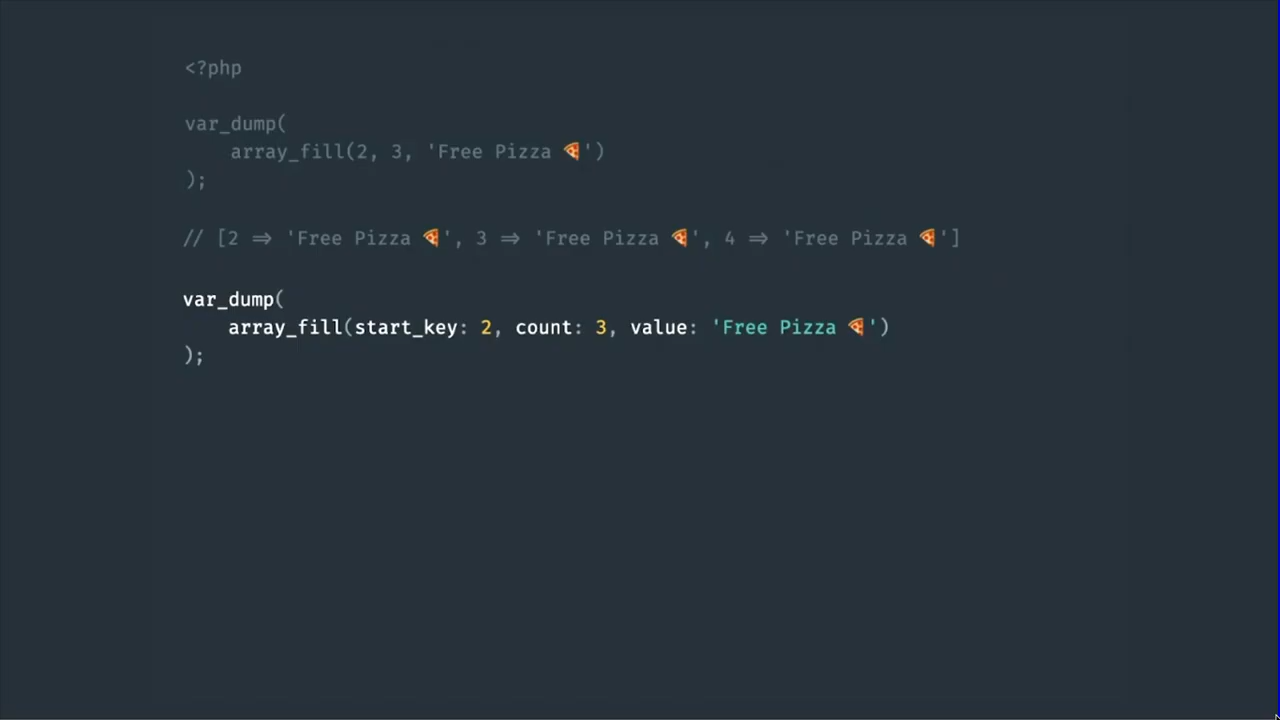 <?php
var_dump(
array_fill(2, 3, 'Free Pizza 🍕')
);
// [2 => 'Free Pizza 🍕', 3 => 'Free Pizza 🍕', 4 => 'Free Pizza 🍕']
var_dump(
array_fill(start_key: 2, count: 3, value: 'Free Pizza 🍕')
);